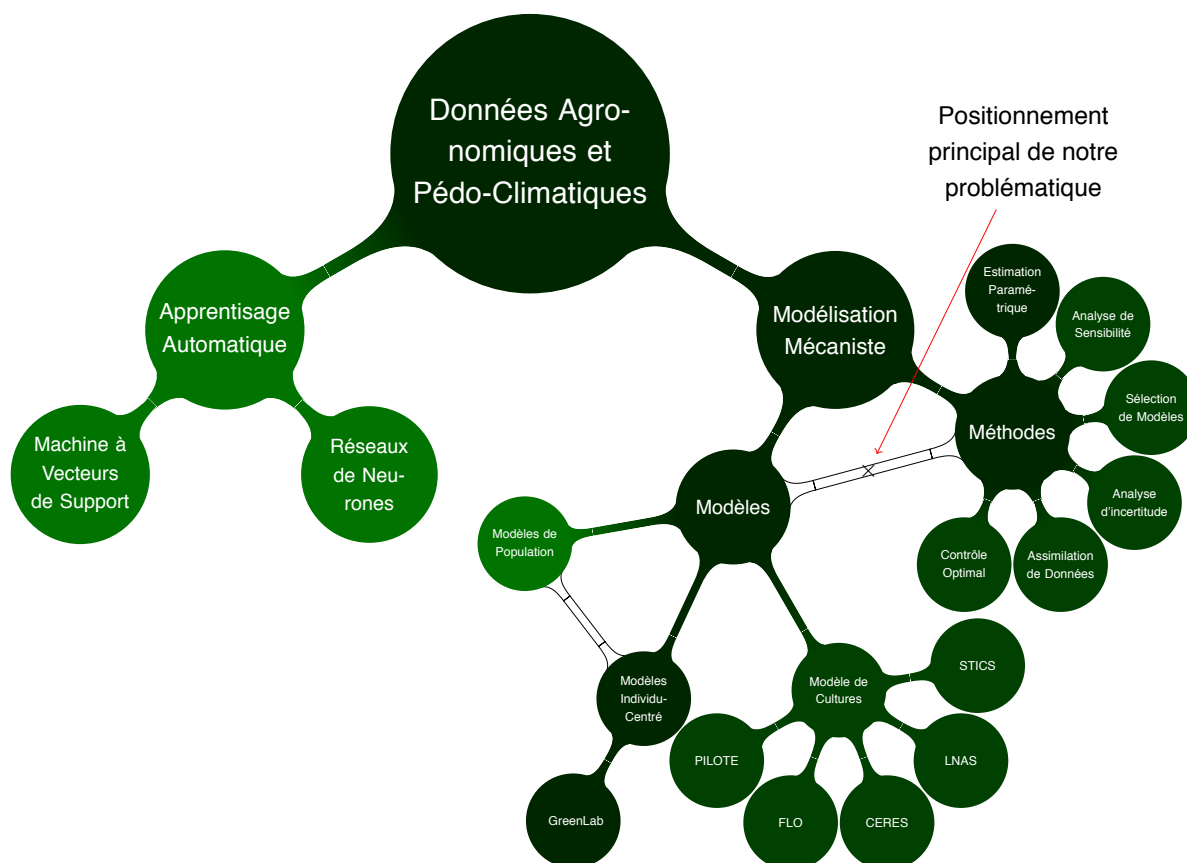 Données Agro-
nomiques et
Pédo-Climatiques
Positionnement
principal de notre
problématique
Apprentisage
Automatique
Machine à
Vecteurs
de Support
Réseaux
de Neu-
rones
Modélisation
Mécaniste
Estimation
Paramé-
trique
Analyse de
Sensibilité
Sélection
de Modèles
Méthodes
Analyse
d'incertitude
Assimilation
de Données
Contrôle
Optimal
Modèles
Modèles de
Population
Modèles
Individu-
Centré
GreenLab
Modèle de
Cultures
STICS
LNAS
CERES
FLO
PILOTE